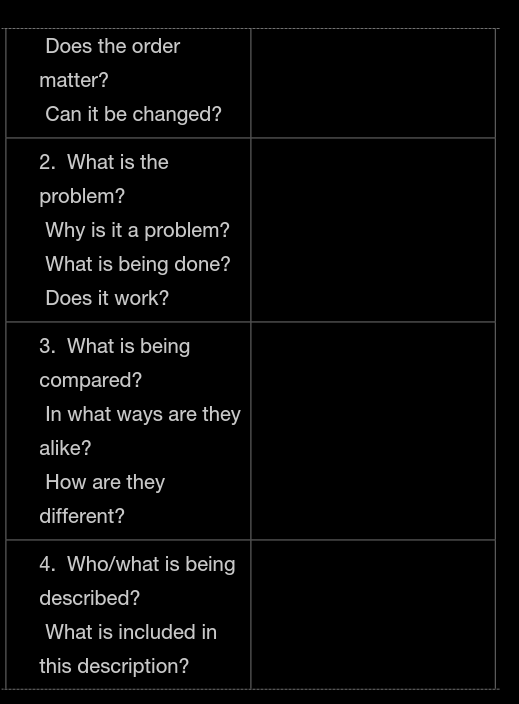 Does the order
matter?
Can it be changed?
2. What is the
problem?
Why is it a problem?
What is being done?
Does it work?
3. What is being
compared?
In what ways are they
alike?
How are they
different?
4. Who/what is being
described?
What is included in
this description?